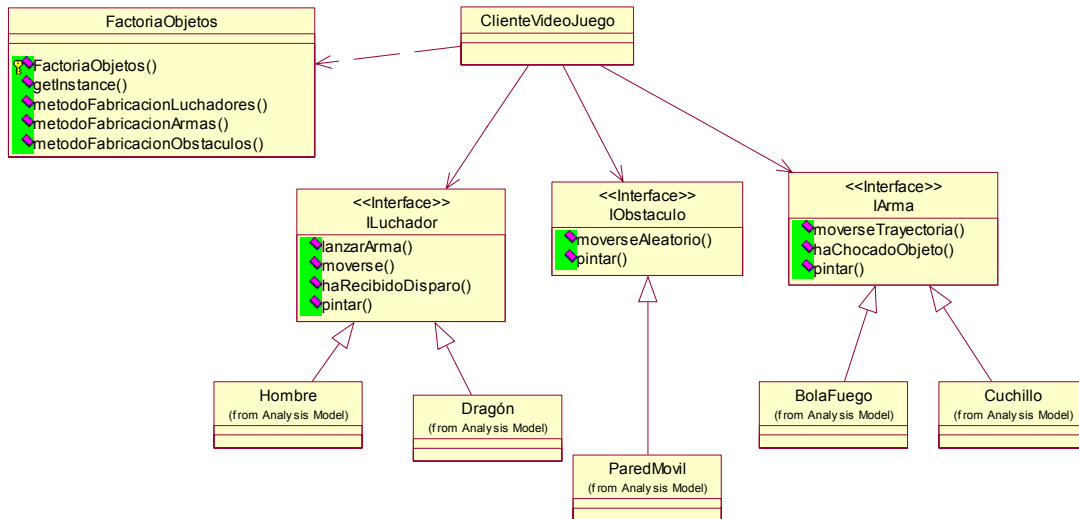 FactoriaObjetos
FactoriaObjetos()
getInstance()
metodoFabricacionLuchadores()
metodoFabricacionArmas()
metodoFabricacionObstaculos()
ClienteVideoJuego
<<Interface>>
ILuchador
lanzarArma()
moverse()
haRecibidoDisparo()
pintar()
<<Interface>>
IObstaculo
moverseAleatorio()
pintar()
<<Interface>>
IArma
moverseTrayectoria()
haChocadoObjeto()
pintar()
Hombre
(from Analysis Model)
Dragón
(from Analysis Model)
ParedMovil
(from Analysis Model)
BolaFuego
(from Analysis Model)
Cuchillo
(from Analysis Model)